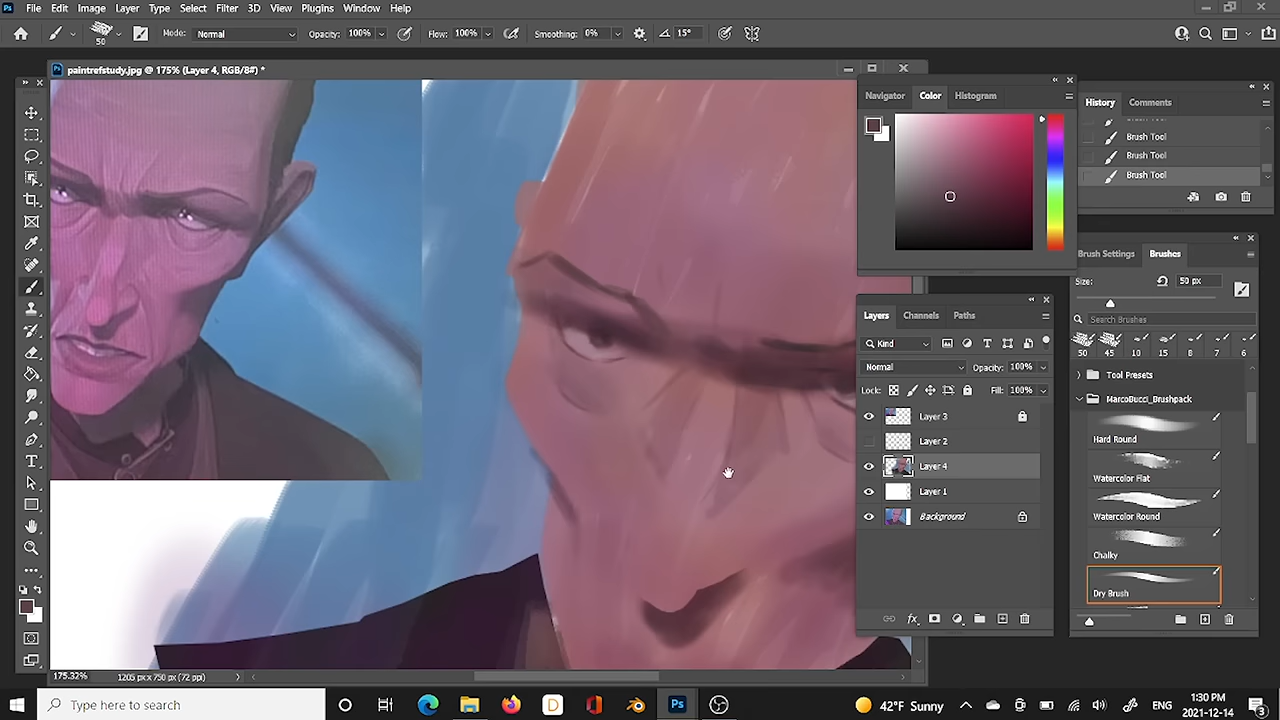 File Edit Image Layer Type Select Filter 3D View Plugins Window Help
50 Mode: Normal Opacity: 100% Flow: 100% Smoothing: 0% 15°
paintrefstudy.jpg @ 175% (Layer 4, RGB/8#) *
Navigator Color Histogram
History Comments
Brush Tool
Brush Tool
Brush Tool
Brush Settings Brushes
Size: 50 px
Search Brushes
50 45 10 15 8 7 6
Tool Presets
MarcoBucci_Brushpack
Hard Round
Watercolor Flat
Watercolor Round
Chalky
Dry Brush
Layers Channels Paths
Kind
Normal Opacity: 100%
Lock: Fill: 100%
Layer 3
Layer 2
Layer 4
Layer 1
Background
fx
175.32% 1205 px x 750 px (72 ppi)
Type here to search
42°F Sunny ENG 1:30 PM
2021-12-14